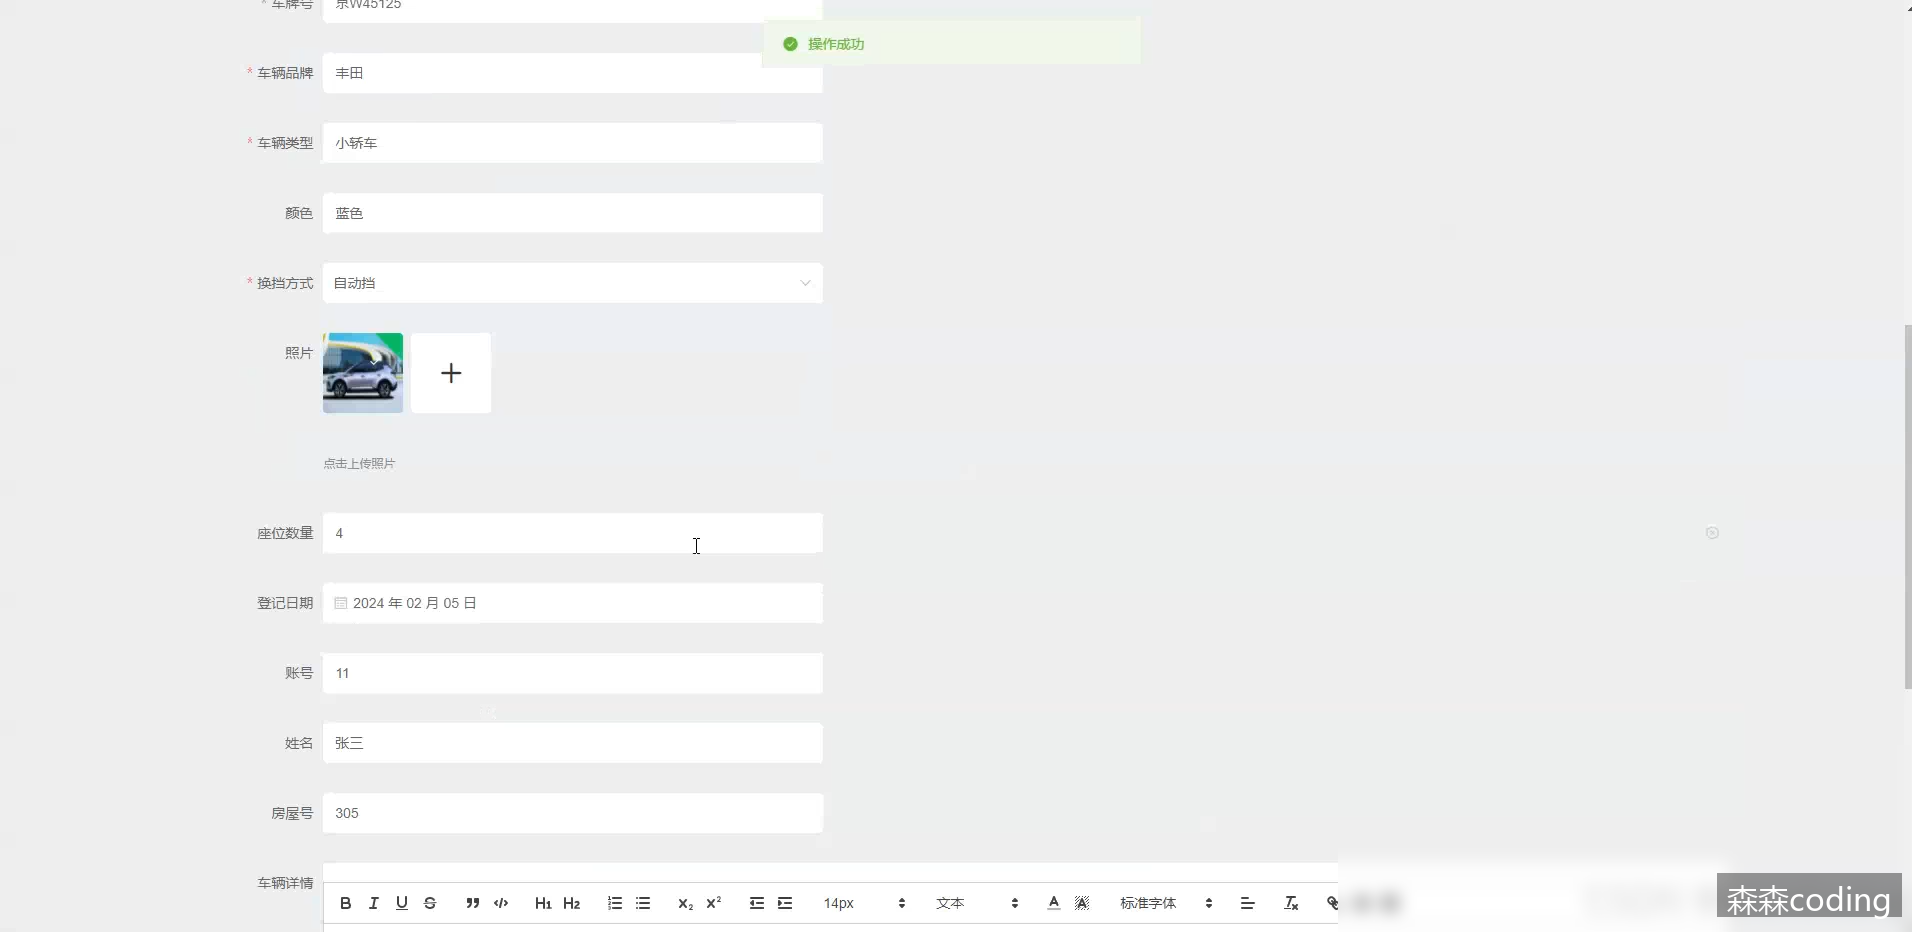 * 车牌号 京W45125
操作成功
* 车辆品牌 丰田
* 车辆类型 小轿车
颜色 蓝色
* 换挡方式 自动挡
照片
点击上传照片
座位数量 4
登记日期 2024 年 02 月 05 日
账号 11
姓名 张三
房屋号 305
车辆详情
B I U S H1 H2 X2 X2 14px 文本 A A 标准字体
森森coding